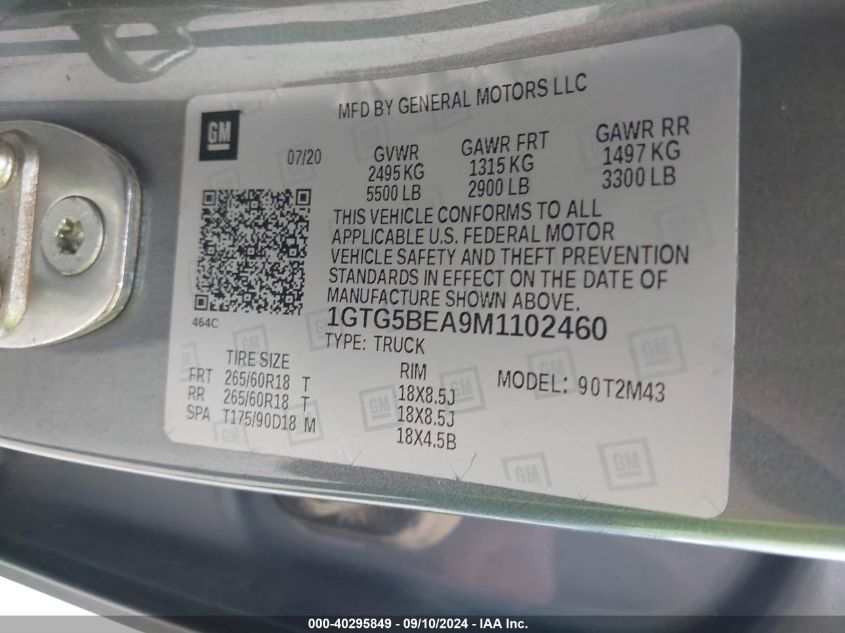 GM
MFD BY GENERAL MOTORS LLC
07/20
GVWR GAWR FRT GAWR RR
2495 KG 1315 KG 1497 KG
5500 LB 2900 LB 3300 LB
THIS VEHICLE CONFORMS TO ALL
APPLICABLE U.S. FEDERAL MOTOR
VEHICLE SAFETY AND THEFT PREVENTION
STANDARDS IN EFFECT ON THE DATE OF
MANUFACTURE SHOWN ABOVE.
464C
1GTG5BEA9M1102460
TYPE: TRUCK
TIRE SIZE RIM MODEL: 90T2M43
FRT 265/60R18 T 18X8.5J
RR 265/60R18 T 18X8.5J
SPA T175/90D18 M 18X4.5B
000-40295849 - 09/10/2024 - IAA Inc.